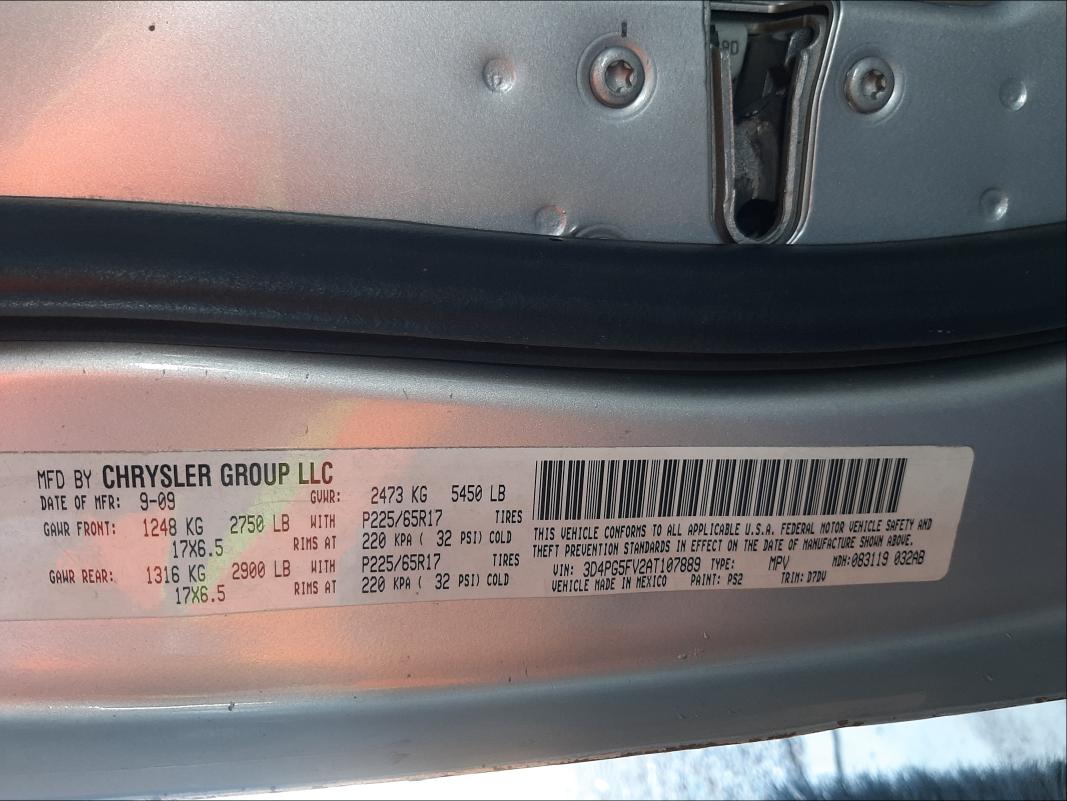 MFD BY CHRYSLER GROUP LLC
DATE OF MFR: 9-09 GVWR: 2473 KG 5450 LB
GAWR FRONT: 1248 KG 2750 LB WITH P225/65R17 TIRES
17X6.5 RIMS AT 220 KPA ( 32 PSI) COLD
GAWR REAR: 1316 KG 2900 LB WITH P225/65R17 TIRES
17X6.5 RIMS AT 220 KPA ( 32 PSI) COLD
THIS VEHICLE CONFORMS TO ALL APPLICABLE U.S.A. FEDERAL MOTOR VEHICLE SAFETY AND
THEFT PREVENTION STANDARDS IN EFFECT ON THE DATE OF MANUFACTURE SHOWN ABOVE.
VIN: 3D4PG5FV2AT107889 TYPE: MPV MDH:083119 032AB
VEHICLE MADE IN MEXICO PAINT: PS2 TRIM: D7DV